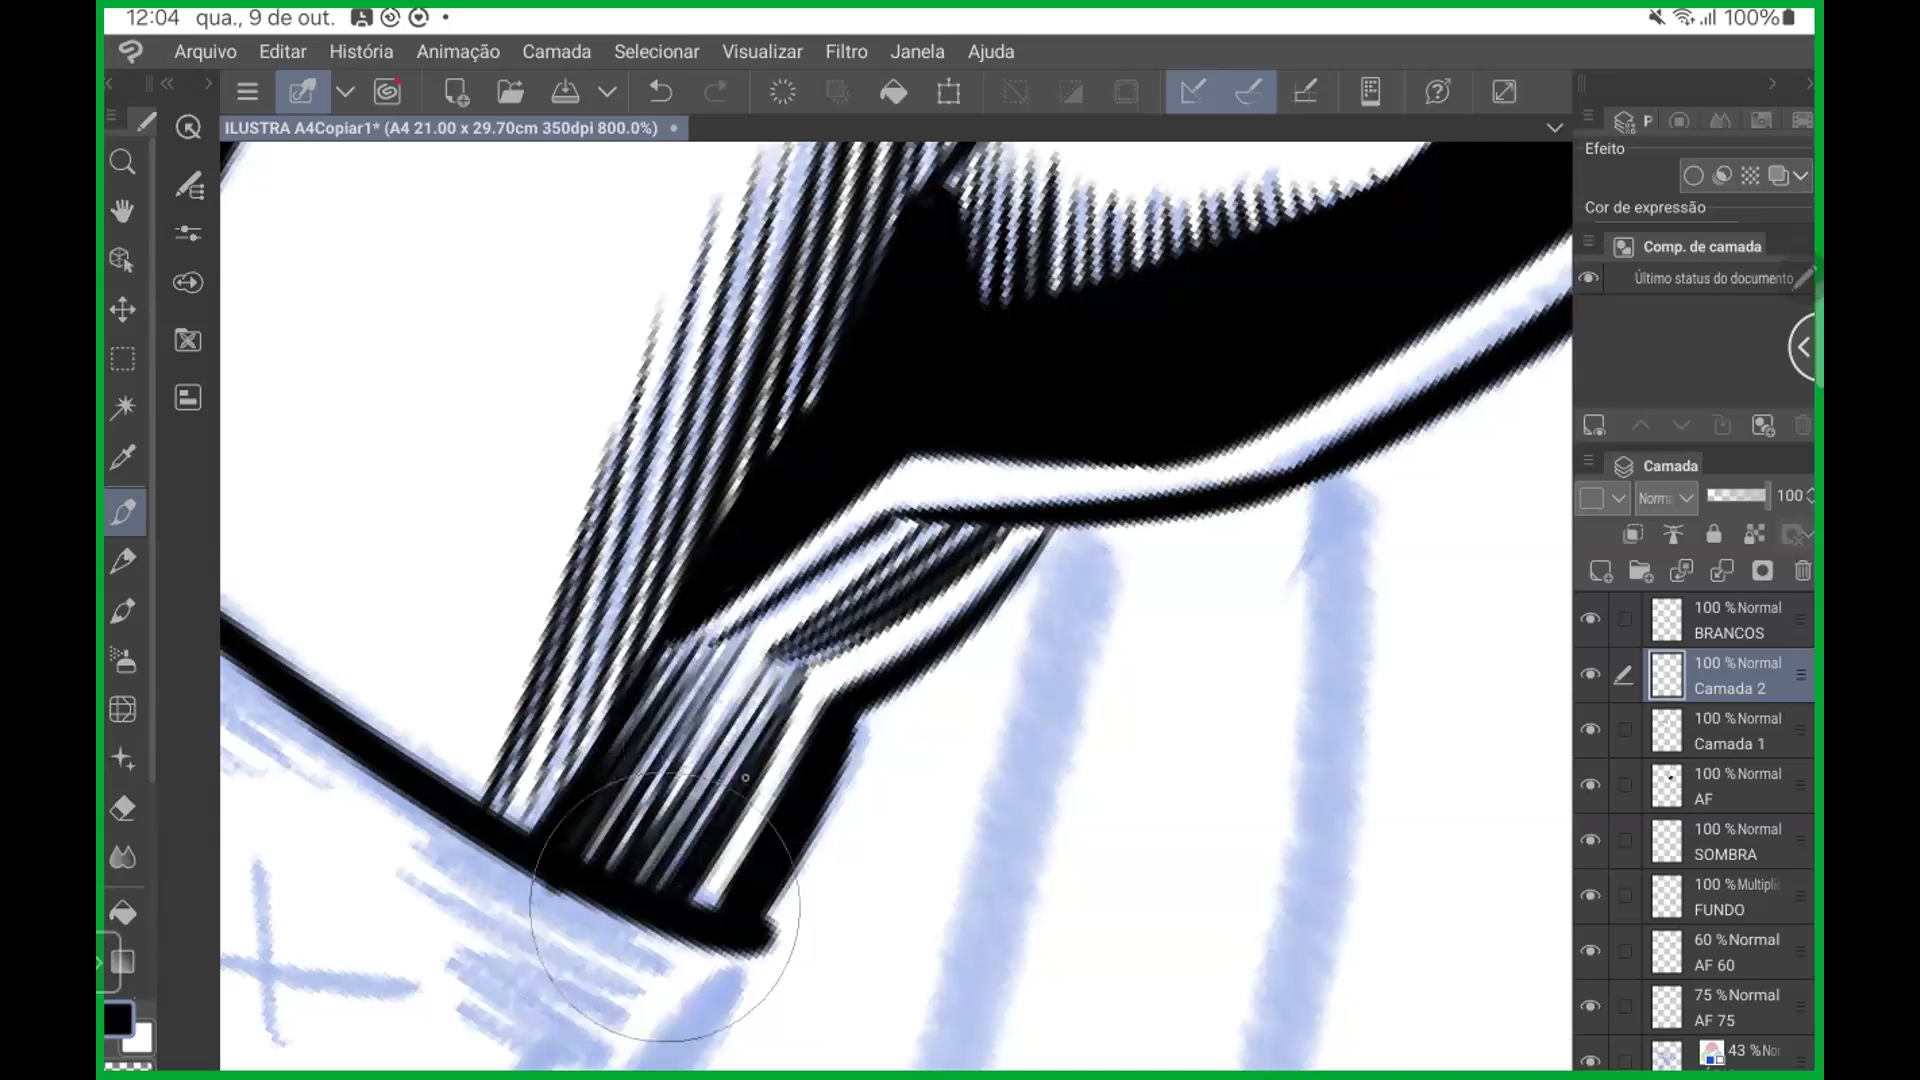 12:04 qua., 9 de out.
100%
Arquivo Editar História Animação Camada Selecionar Visualizar Filtro Janela Ajuda
ILUSTRA A4Copiar1* (A4 21.00 x 29.70cm 350dpi 800.0%)
P
Efeito
Cor de expressão
Comp. de camada
Último status do documento
Camada
Norm 100
100 % Normal
BRANCOS
100 % Normal
Camada 2
100 % Normal
Camada 1
100 % Normal
AF
100 % Normal
SOMBRA
100 % Multipli
FUNDO
60 % Normal
AF 60
75 % Normal
AF 75
43 % No